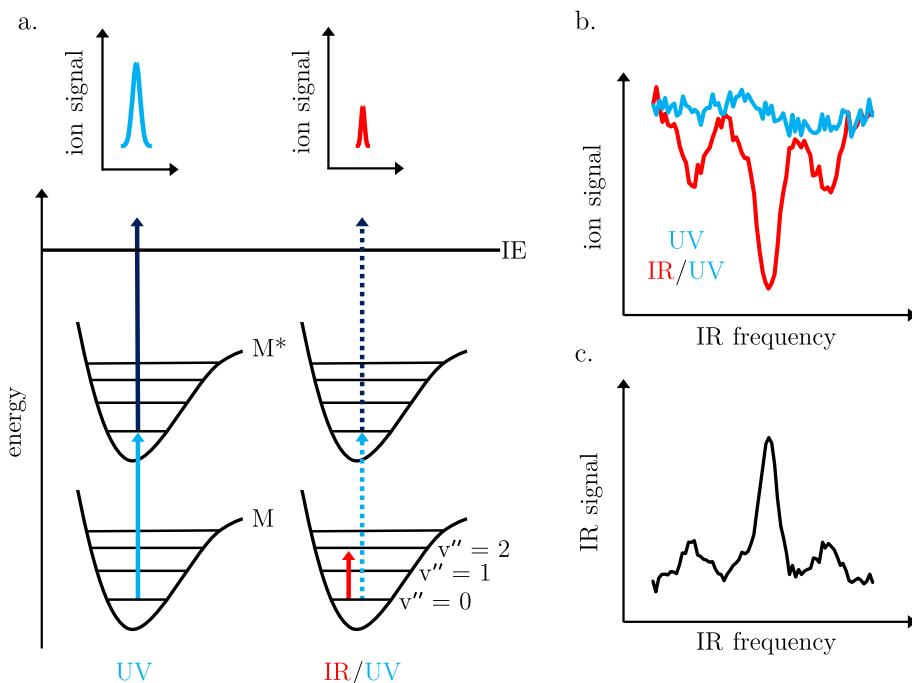 a.
ion signal
ion signal
IE
M*
energy
M
v″ = 2
v″ = 1
v″ = 0
UV
IR/UV
b.
ion signal
UV
IR/UV
IR frequency
c.
IR signal
IR frequency